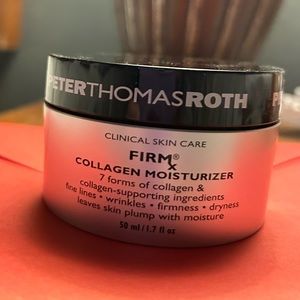 PETERTHOMASROTH
CLINICAL SKIN CARE
FIRMx®
COLLAGEN MOISTURIZER
7 forms of collagen &
collagen-supporting ingredients
fine lines • wrinkles • firmness • dryness
leaves skin plump with moisture
50 ml / 1.7 fl oz